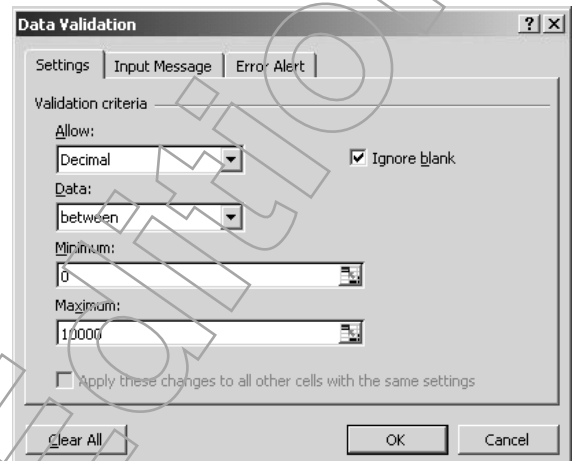 Data Validation
Settings Input Message Error Alert
Validation criteria
Allow:
Decimal
Ignore blank
Data:
between
Minimum:
0
Maximum:
10000
Apply these changes to all other cells with the same settings
Clear All OK Cancel